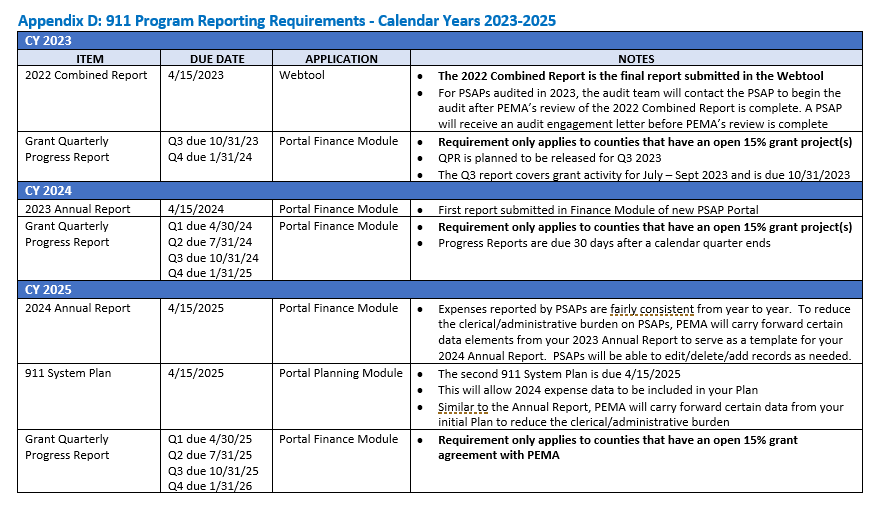 Appendix D: 911 Program Reporting Requirements - Calendar Years 2023-2025
CY 2023
ITEM DUE DATE APPLICATION NOTES
2022 Combined Report 4/15/2023 Webtool • The 2022 Combined Report is the final report submitted in the Webtool
• For PSAPs audited in 2023, the audit team will contact the PSAP to begin the
audit after PEMA's review of the 2022 Combined Report is complete. A PSAP
will receive an audit engagement letter before PEMA's review is complete
Grant Quarterly Q3 due 10/31/23 Portal Finance Module • Requirement only applies to counties that have an open 15% grant project(s)
Progress Report Q4 due 1/31/24 • QPR is planned to be released for Q3 2023
• The Q3 report covers grant activity for July – Sept 2023 and is due 10/31/2023
CY 2024
2023 Annual Report 4/15/2024 Portal Finance Module • First report submitted in Finance Module of new PSAP Portal
Grant Quarterly Q1 due 4/30/24 Portal Finance Module • Requirement only applies to counties that have an open 15% grant project(s)
Progress Report Q2 due 7/31/24 • Progress Reports are due 30 days after a calendar quarter ends
Q3 due 10/31/24
Q4 due 1/31/25
CY 2025
2024 Annual Report 4/15/2025 Portal Finance Module • Expenses reported by PSAPs are fairly consistent from year to year. To reduce
the clerical/administrative burden on PSAPs, PEMA will carry forward certain
data elements from your 2023 Annual Report to serve as a template for your
2024 Annual Report. PSAPs will be able to edit/delete/add records as needed.
911 System Plan 4/15/2025 Portal Planning Module • The second 911 System Plan is due 4/15/2025
• This will allow 2024 expense data to be included in your Plan
• Similar to the Annual Report, PEMA will carry forward certain data from your
initial Plan to reduce the clerical/administrative burden
Grant Quarterly Q1 due 4/30/25 Portal Finance Module • Requirement only applies to counties that have an open 15% grant
Progress Report Q2 due 7/31/25 agreement with PEMA
Q3 due 10/31/25
Q4 due 1/31/26